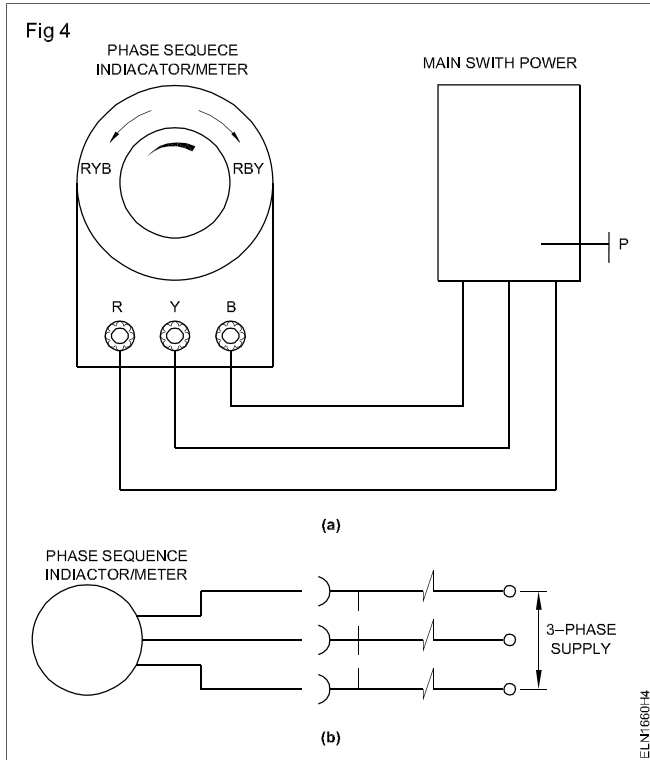 Fig 4
PHASE SEQUECE
INDIACATOR/METER
MAIN SWITH POWER
RYB
RBY
P
R
Y
B
(a)
PHASE SEQUENCE
INDIACTOR/METER
3–PHASE
SUPPLY
(b)
ELN1660H4